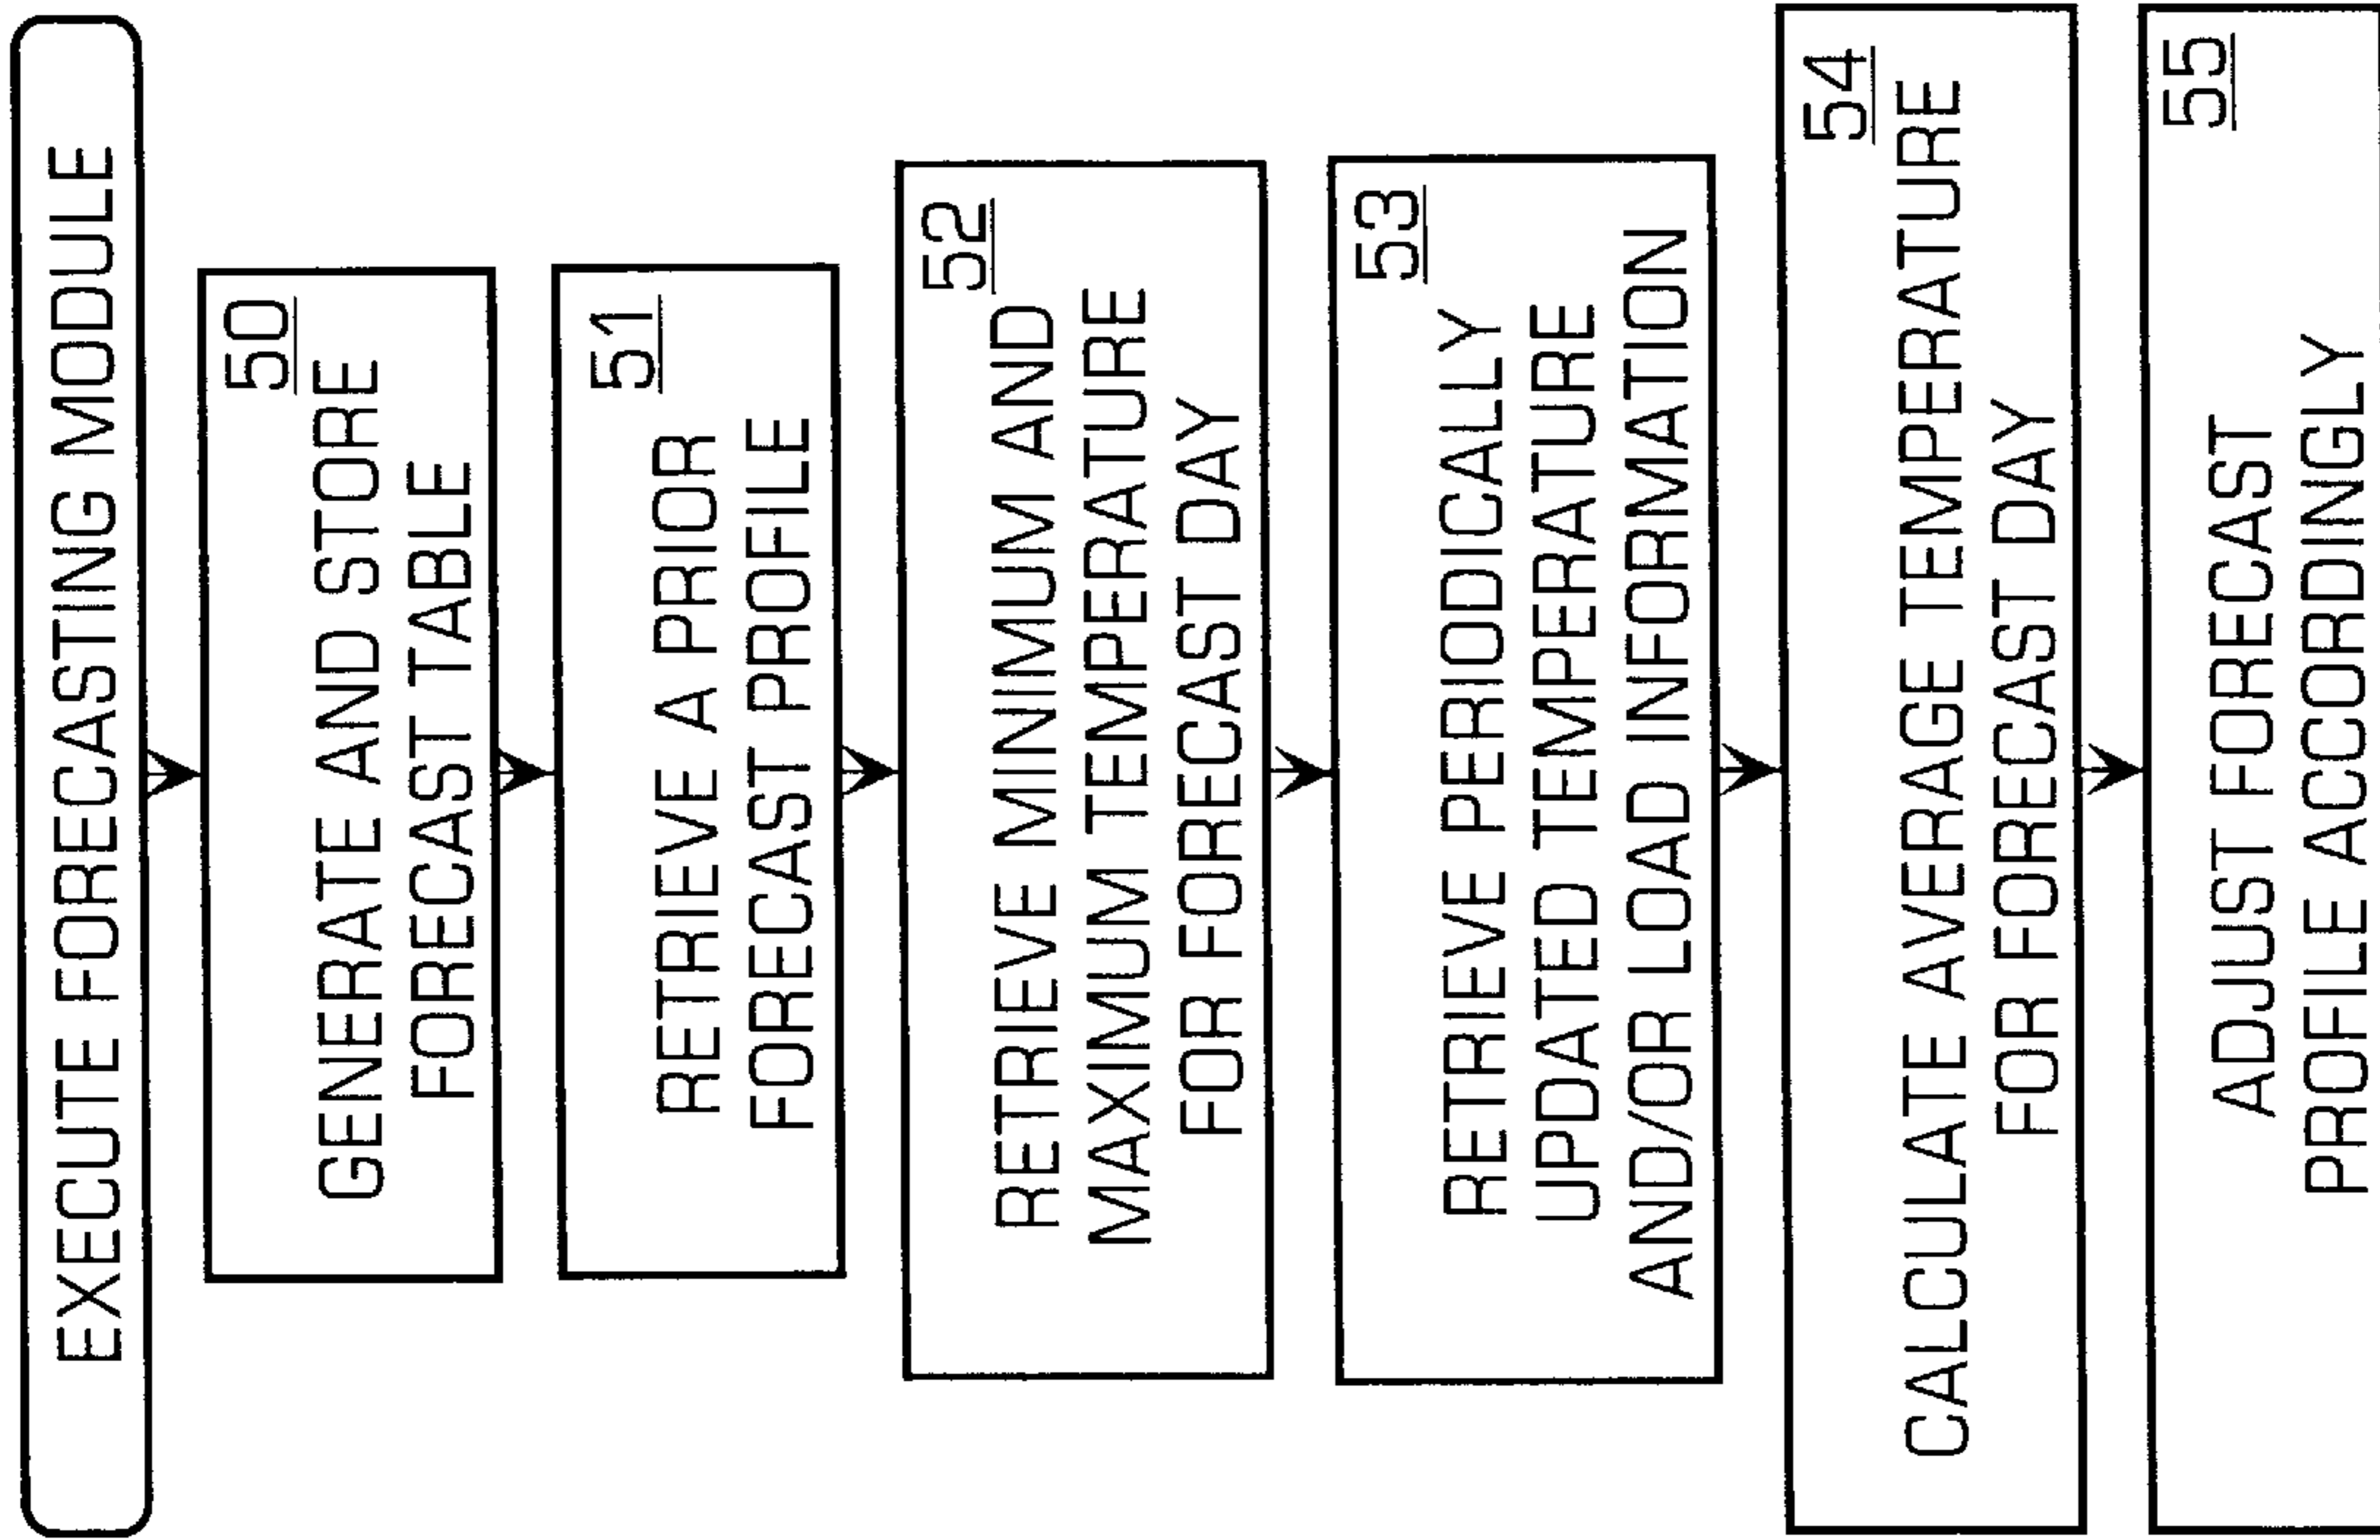 EXECUTE FORECASTING MODULE
50
GENERATE AND STORE
FORECAST TABLE
51
RETRIEVE A PRIOR
FORECAST PROFILE
52
RETRIEVE MINIMUM AND
MAXIMUM TEMPERATURE
FOR FORECAST DAY
53
RETRIEVE PERIODICALLY
UPDATED TEMPERATURE
AND/OR LOAD INFORMATION
54
CALCULATE AVERAGE TEMPERATURE
FOR FORECAST DAY
55
ADJUST FORECAST
PROFILE ACCORDINGLY